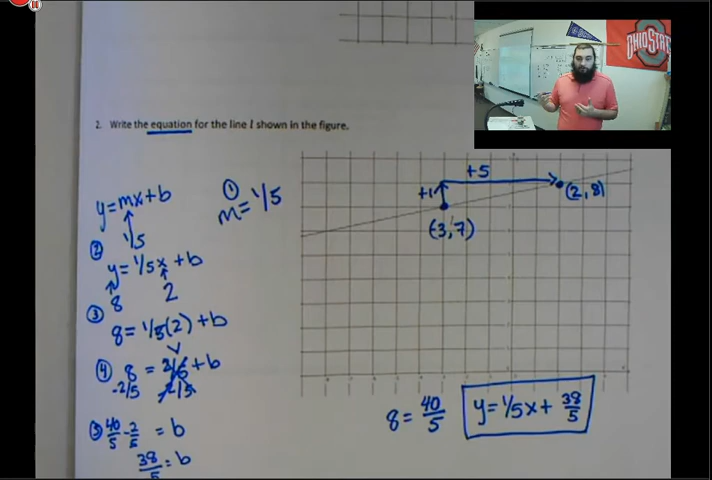 OHIO STATE
2. Write the equation for the line l shown in the figure.
y=mx+b
1/5
① m=1/5
② y=1/5x+b
8 2
③ 8=1/5(2)+b
④ 8=2/5+b
-2/5 -2/5
⑤ 40/5-2/5=b
38/5=b
+1
+5
(2,8)
(-3,7)
8=40/5
y=1/5x+38/5